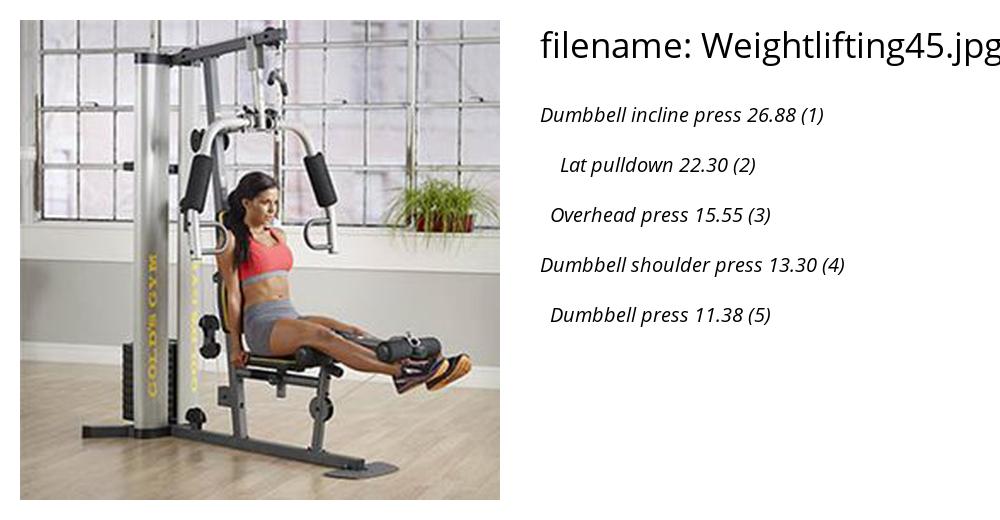 filename: Weightlifting45.jpg
Dumbbell incline press 26.88 (1)
Lat pulldown 22.30 (2)
Overhead press 15.55 (3)
Dumbbell shoulder press 13.30 (4)
Dumbbell press 11.38 (5)
GOLD'S GYM
GOLD'S GYM